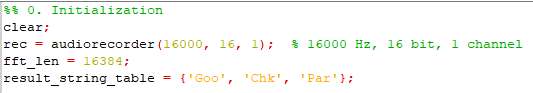 %% 0. Initialization
clear;
rec = audiorecorder(16000, 16, 1);  % 16000 Hz, 16 bit, 1 channel
fft_len = 16384;
result_string_table = {'Goo', 'Chk', 'Par'};